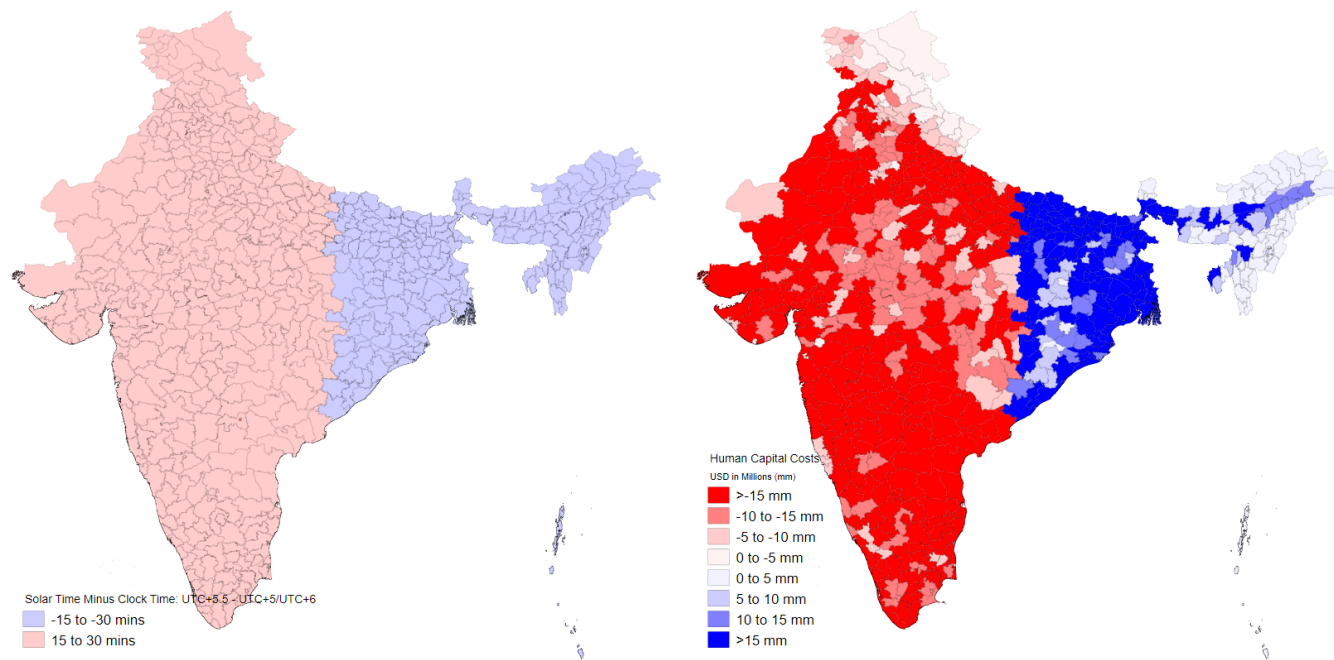 Solar Time Minus Clock Time: UTC+5.5 - UTC+5/UTC+6
-15 to -30 mins
15 to 30 mins
Human Capital Costs
USD in Millions (mm)
>-15 mm
-10 to -15 mm
-5 to -10 mm
0 to -5 mm
0 to 5 mm
5 to 10 mm
10 to 15 mm
>15 mm